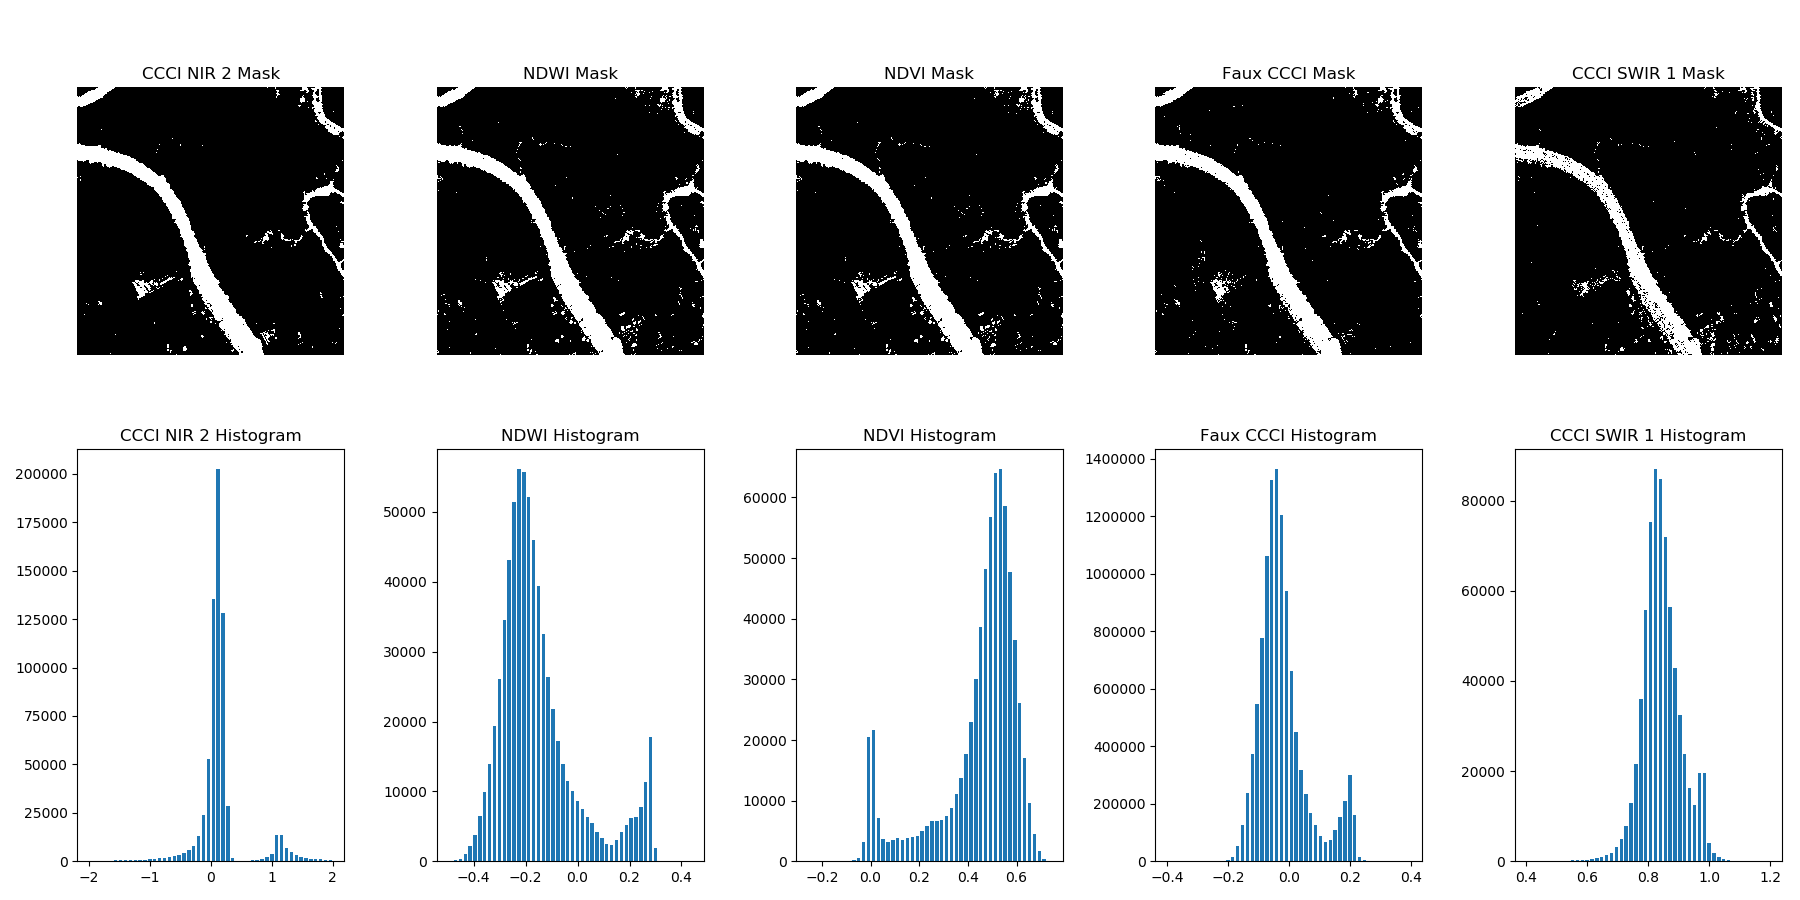 CCCI NIR 2 Mask
NDWI Mask
NDVI Mask
Faux CCCI Mask
CCCI SWIR 1 Mask
CCCI NIR 2 Histogram
200000
175000
150000
125000
100000
75000
50000
25000
0
−2 −1 0 1 2
NDWI Histogram
50000
40000
30000
20000
10000
0
−0.4 −0.2 0.0 0.2 0.4
NDVI Histogram
60000
50000
40000
30000
20000
10000
0
−0.2 0.0 0.2 0.4 0.6
Faux CCCI Histogram
1400000
1200000
1000000
800000
600000
400000
200000
0
−0.4 −0.2 0.0 0.2 0.4
CCCI SWIR 1 Histogram
80000
60000
40000
20000
0
0.4 0.6 0.8 1.0 1.2